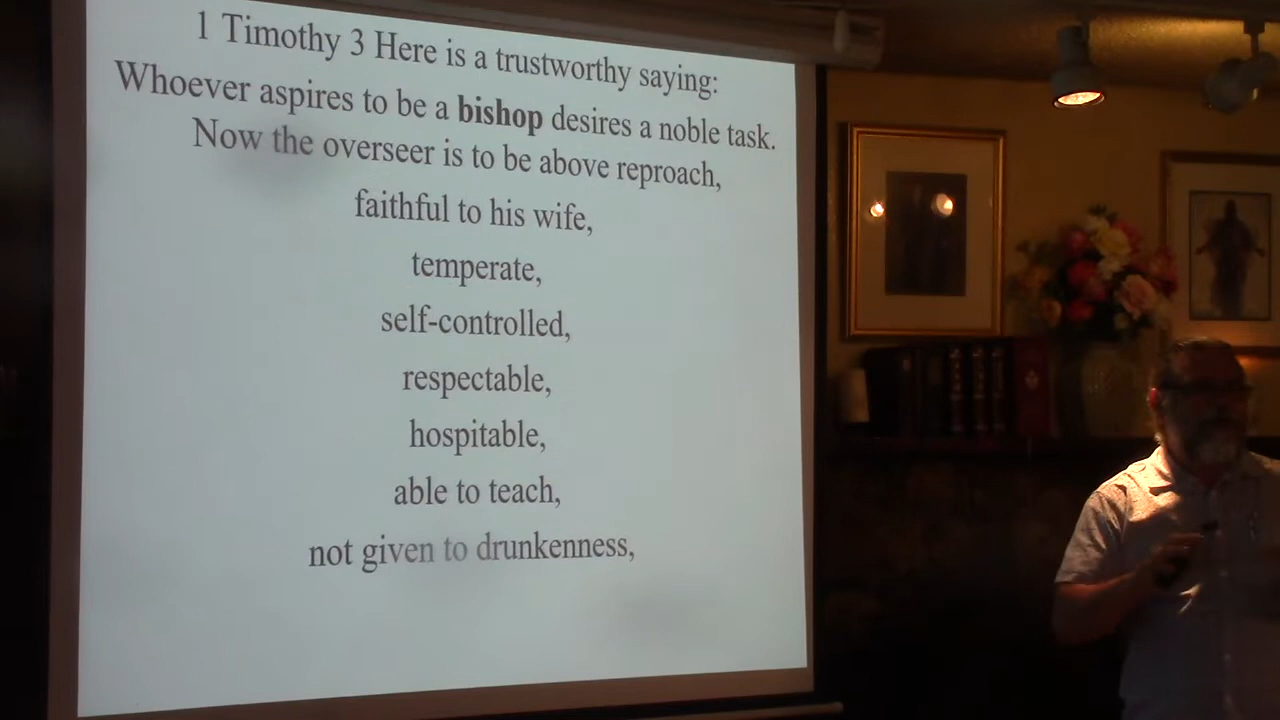 1 Timothy 3 Here is a trustworthy saying:
Whoever aspires to be a bishop desires a noble task.
Now the overseer is to be above reproach,
faithful to his wife,
temperate,
self-controlled,
respectable,
hospitable,
able to teach,
not given to drunkenness,